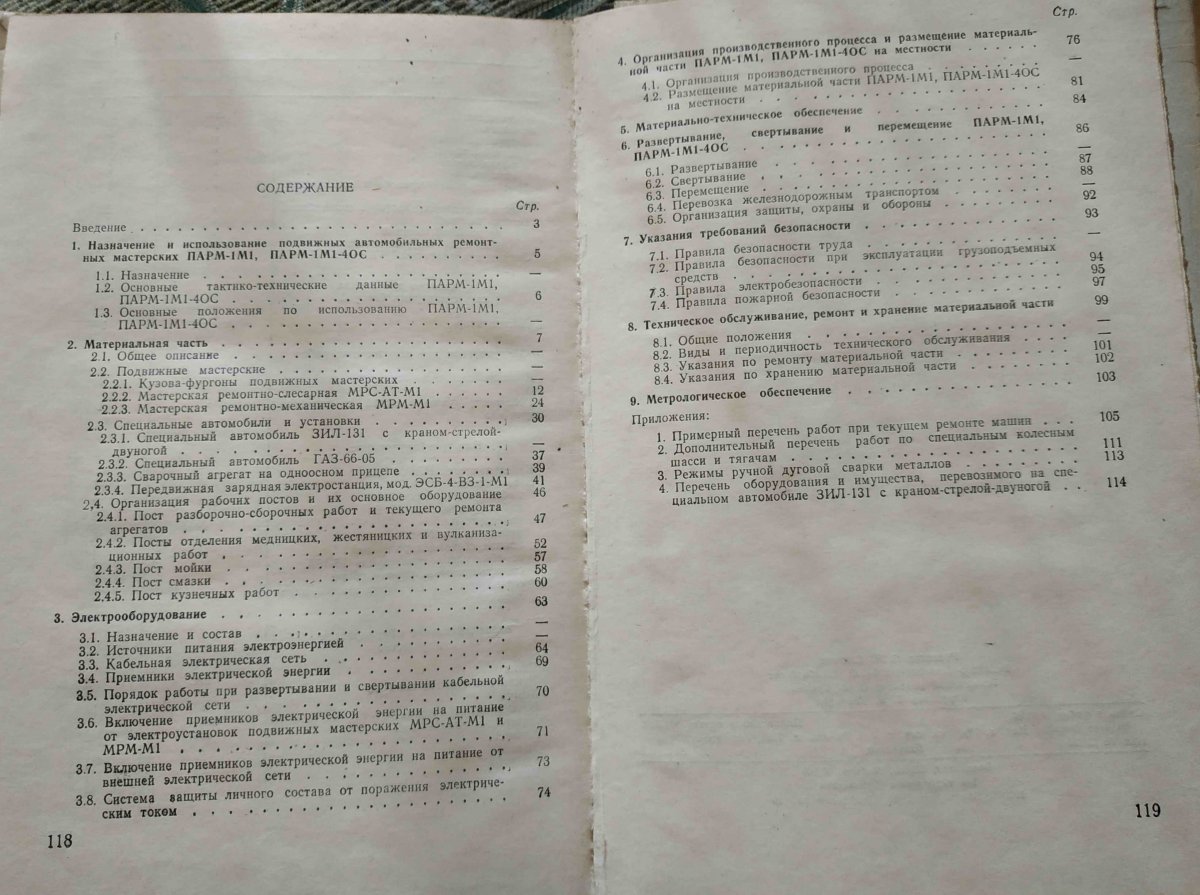 СОДЕРЖАНИЕ
Стр.
Введение . . . . . . . . . . 3
1. Назначение и использование подвижных автомобильных ремонт-
ных мастерских ПАРМ-1М1, ПАРМ-1М1-4ОС . . . . . . . . . . 5
1.1. Назначение . . . . . . . . . . —
1.2. Основные тактико-технические данные ПАРМ-1М1,
ПАРМ-1М1-4ОС . . . . . . . . . . 6
1.3. Основные положения по использованию ПАРМ-1М1,
ПАРМ-1М1-4ОС . . . . . . . . . . —
2. Материальная часть . . . . . . . . . . 7
2.1. Общее описание . . . . . . . . . . —
2.2. Подвижные мастерские . . . . . . . . . . —
2.2.1. Кузова-фургоны подвижных мастерских . . . . . —
2.2.2. Мастерская ремонтно-слесарная МРС-АТ-М1 . . . . 12
2.2.3. Мастерская ремонтно-механическая МРМ-М1 . . . . 24
2.3. Специальные автомобили и установки . . . . . . 30
2.3.1. Специальный автомобиль ЗИЛ-131 с краном-стрелой-
двуногой . . . . . . . . . . —
2.3.2. Специальный автомобиль ГАЗ-66-05 . . . . . 37
2.3.3. Сварочный агрегат на одноосном прицепе . . . . 39
2.3.4. Передвижная зарядная электростанция, мод. ЭСБ-4-ВЗ-1-М1 41
2.4. Организация рабочих постов и их основное оборудование 46
2.4.1. Пост разборочно-сборочных работ и текущего ремонта
агрегатов . . . . . . . . . . 47
2.4.2. Посты отделения медницких, жестяницких и вулканиза-
ционных работ . . . . . . . . . . 52
2.4.3. Пост мойки . . . . . . . . . . 57
2.4.4. Пост смазки . . . . . . . . . . 58
2.4.5. Пост кузнечных работ . . . . . . . . . . 60
3. Электрооборудование . . . . . . . . . . 63
3.1. Назначение и состав . . . . . . . . . . —
3.2. Источники питания электроэнергией . . . . . . —
3.3. Кабельная электрическая сеть . . . . . . . . 64
3.4. Приемники электрической энергии . . . . . . . 69
3.5. Порядок работы при развертывании и свертывании кабельной
электрической сети . . . . . . . . . . 70
3.6. Включение приемников электрической энергии на питание
от электроустановок подвижных мастерских МРС-АТ-М1 и
МРМ-М1 . . . . . . . . . . 71
3.7. Включение приемников электрической энергии на питание от
внешней электрической сети . . . . . . . . . . 73
3.8. Система защиты личного состава от поражения электриче-
ским током . . . . . . . . . . 74
118
Стр.
4. Организация производственного процесса и размещение материаль-
ной части ПАРМ-1М1, ПАРМ-1М1-4ОС на местности . . . . . . 76
4.1. Организация производственного процесса . . . . . . —
4.2. Размещение материальной части ПАРМ-1М1, ПАРМ-1М1-4ОС
на местности . . . . . . . . . . 81
5. Материально-техническое обеспечение . . . . . . . . 84
6. Развертывание, свертывание и перемещение ПАРМ-1М1,
ПАРМ-1М1-4ОС . . . . . . . . . . 86
6.1. Развертывание . . . . . . . . . . —
6.2. Свертывание . . . . . . . . . . 87
6.3. Перемещение . . . . . . . . . . 88
6.4. Перевозка железнодорожным транспортом . . . . . . —
6.5. Организация защиты, охраны и обороны . . . . . . 92
7. Указания требований безопасности . . . . . . . . 93
7.1. Правила безопасности труда . . . . . . . . —
7.2. Правила безопасности при эксплуатации грузоподъемных
средств . . . . . . . . . . 94
7.3. Правила электробезопасности . . . . . . . . 95
7.4. Правила пожарной безопасности . . . . . . . . 97
8. Техническое обслуживание, ремонт и хранение материальной части 99
8.1. Общие положения . . . . . . . . . . —
8.2. Виды и периодичность технического обслуживания . . . . —
8.3. Указания по ремонту материальной части . . . . . . 101
8.4. Указания по хранению материальной части . . . . . . 102
9. Метрологическое обеспечение . . . . . . . . . . 103
Приложения:
1. Примерный перечень работ при текущем ремонте машин . . . 105
2. Дополнительный перечень работ по специальным колесным
шасси и тягачам . . . . . . . . . . 111
3. Режимы ручной дуговой сварки металлов . . . . . . 113
4. Перечень оборудования и имущества, перевозимого на спе-
циальном автомобиле ЗИЛ-131 с краном-стрелой-двуногой . . 114
119